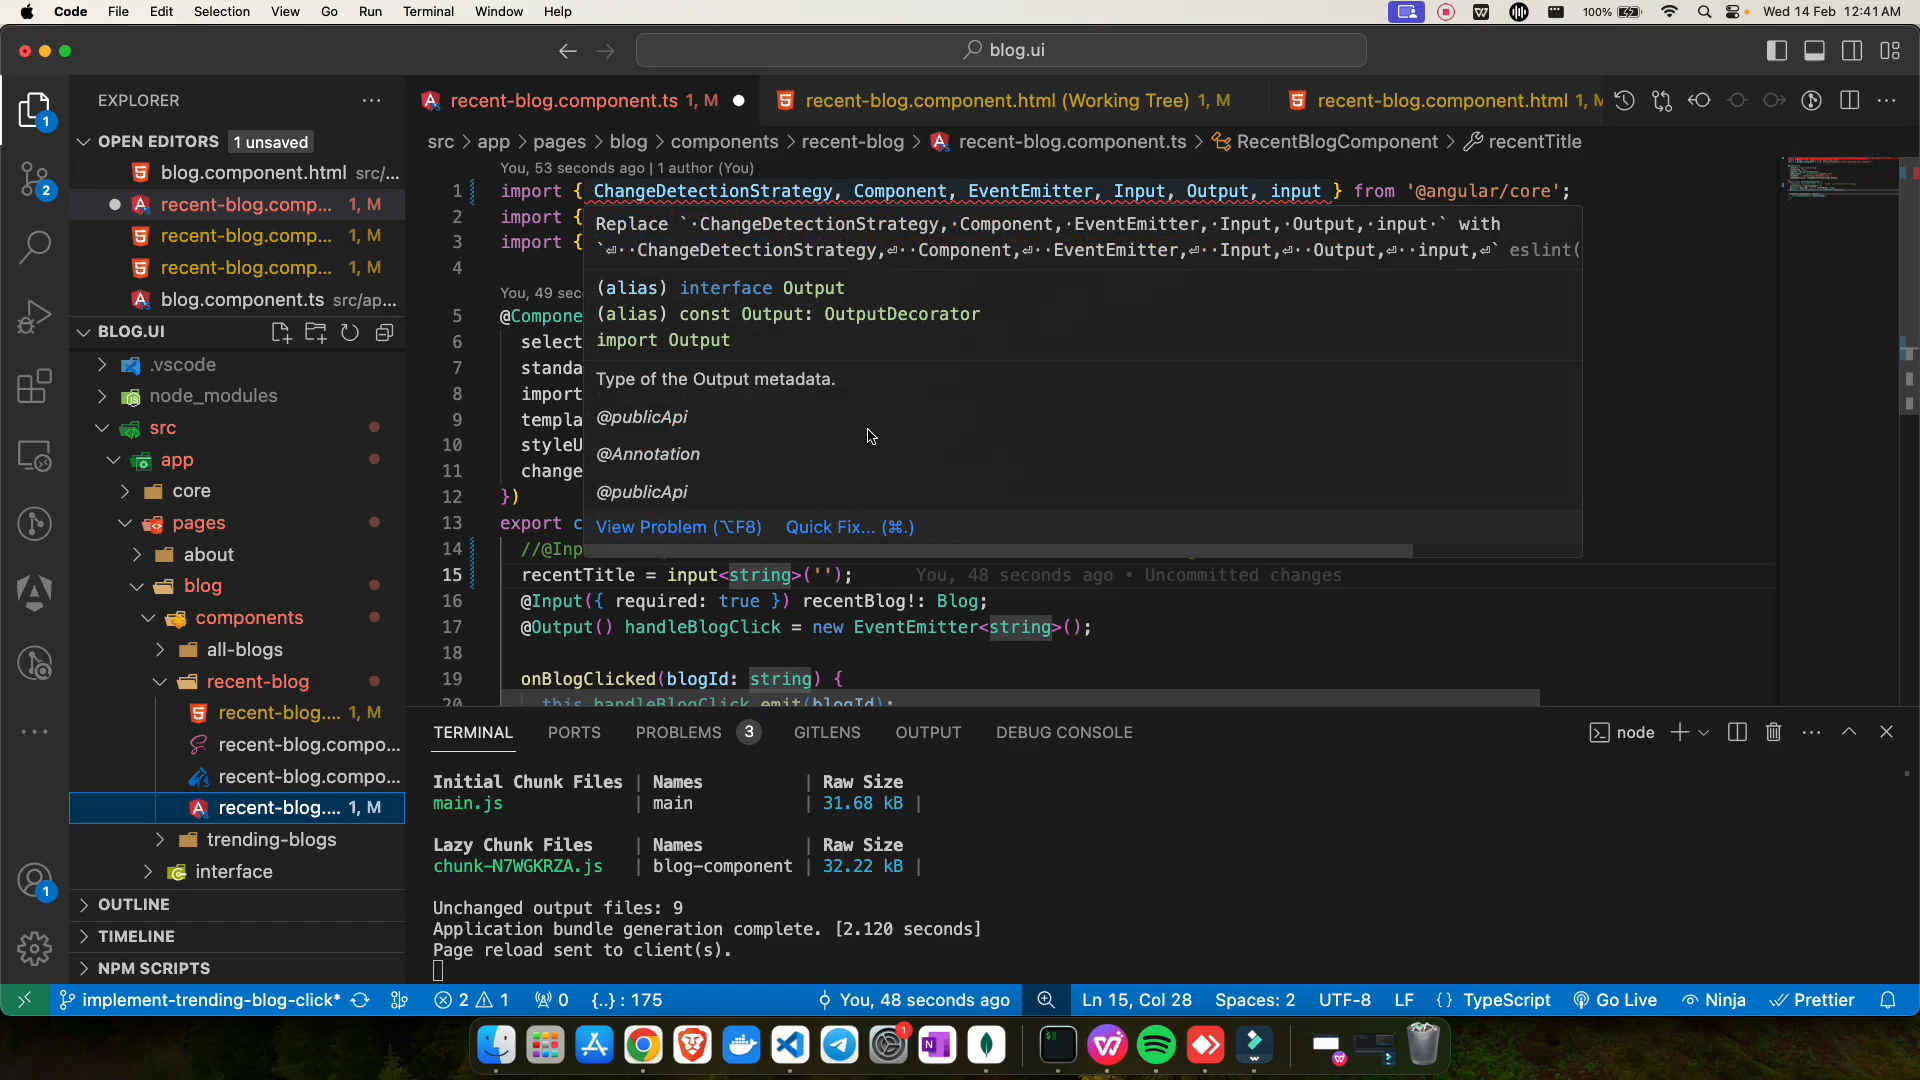 Code File Edit Selection View Go Run Terminal Window Help 100% Wed 14 Feb 12:41AM
blog.ui
EXPLORER
recent-blog.component.ts 1, M recent-blog.component.html (Working Tree) 1, M recent-blog.component.html 1, M
OPEN EDITORS 1 unsaved
src > app > pages > blog > components > recent-blog > recent-blog.component.ts > RecentBlogComponent > recentTitle
blog.component.html src/...
recent-blog.comp... 1, M
recent-blog.comp... 1, M
recent-blog.comp... 1, M
blog.component.ts src/ap...
BLOG.UI
.vscode
node_modules
src
app
core
pages
about
blog
components
all-blogs
recent-blog
recent-blog.... 1, M
recent-blog.compo...
recent-blog.compo...
recent-blog.... 1, M
trending-blogs
interface
OUTLINE
TIMELINE
NPM SCRIPTS
1
2
1
You, 53 seconds ago | 1 author (You)
1 import { ChangeDetectionStrategy, Component, EventEmitter, Input, Output, input } from '@angular/core';
2 import {
3 import {
4
You, 49 sec
5 @Compone
6 select
7 standa
8 import
9 templa
10 styleU
11 change
12 })
13 export c
14 //@Inp
15 recentTitle = input<string>(''); You, 48 seconds ago • Uncommitted changes
16 @Input({ required: true }) recentBlog!: Blog;
17 @Output() handleBlogClick = new EventEmitter<string>();
18
19 onBlogClicked(blogId: string) {
20 this.handleBlogClick.emit(blogId);
Replace `·ChangeDetectionStrategy,·Component,·EventEmitter,·Input,·Output,·input·` with
`⏎··ChangeDetectionStrategy,⏎··Component,⏎··EventEmitter,⏎··Input,⏎··Output,⏎··input,⏎` eslint(
(alias) interface Output
(alias) const Output: OutputDecorator
import Output
Type of the Output metadata.
@publicApi
@Annotation
@publicApi
View Problem (⌥F8) Quick Fix... (⌘.)
TERMINAL PORTS PROBLEMS 3 GITLENS OUTPUT DEBUG CONSOLE node
Initial Chunk Files | Names | Raw Size
main.js | main | 31.68 kB |
Lazy Chunk Files | Names | Raw Size
chunk-N7WGKRZA.js | blog-component | 32.22 kB |
Unchanged output files: 9
Application bundle generation complete. [2.120 seconds]
Page reload sent to client(s).
implement-trending-blog-click* 2 1 0 {..} : 175 You, 48 seconds ago Ln 15, Col 28 Spaces: 2 UTF-8 LF {} TypeScript Go Live Ninja Prettier
1